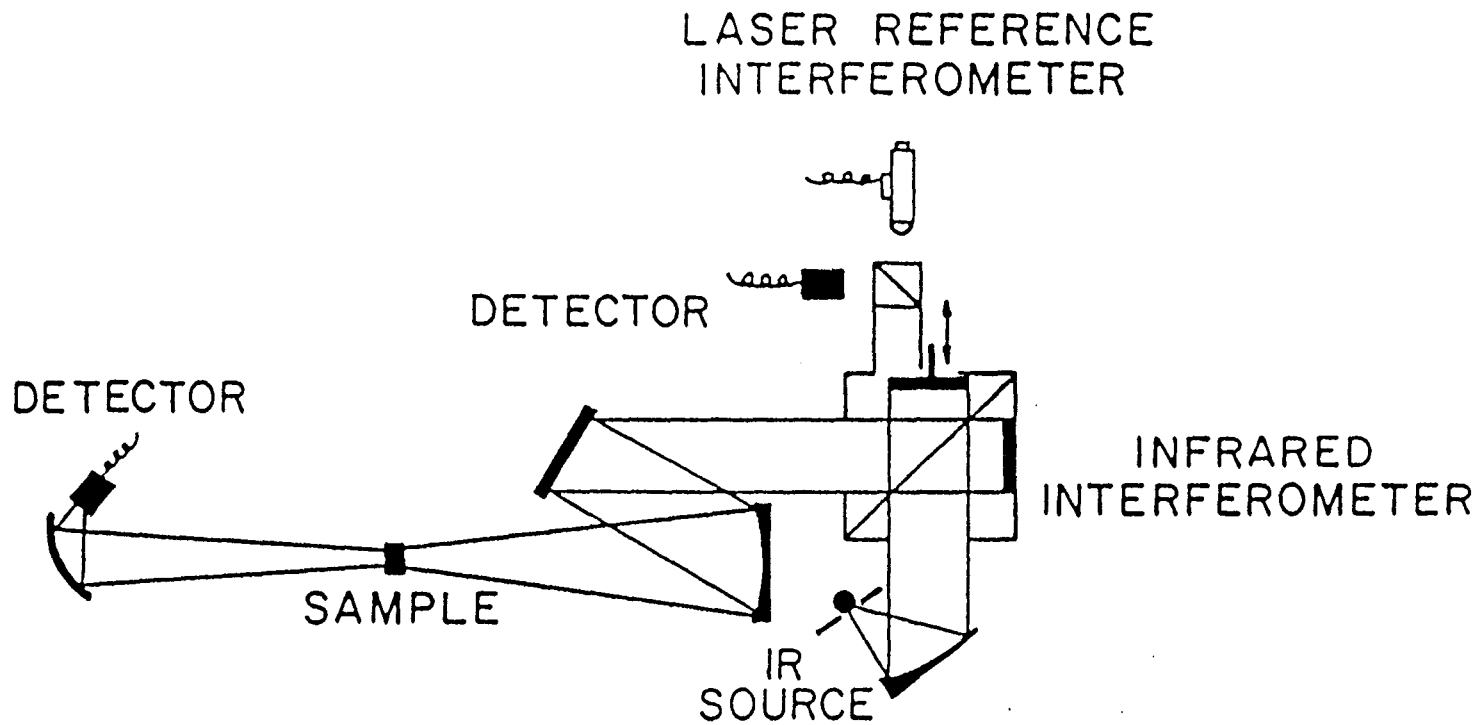 LASER REFERENCE
INTERFEROMETER
DETECTOR
DETECTOR
INFRARED
INTERFEROMETER
SAMPLE
IR
SOURCE